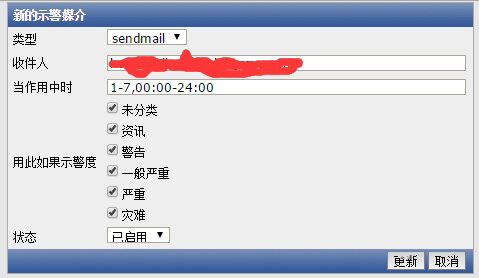 新的示警媒介
类型 sendmail
收件人
当作用中时 1-7,00:00-24:00
未分类
资讯
警告
用此如果示警度 一般严重
严重
灾难
状态 已启用
更新 取消